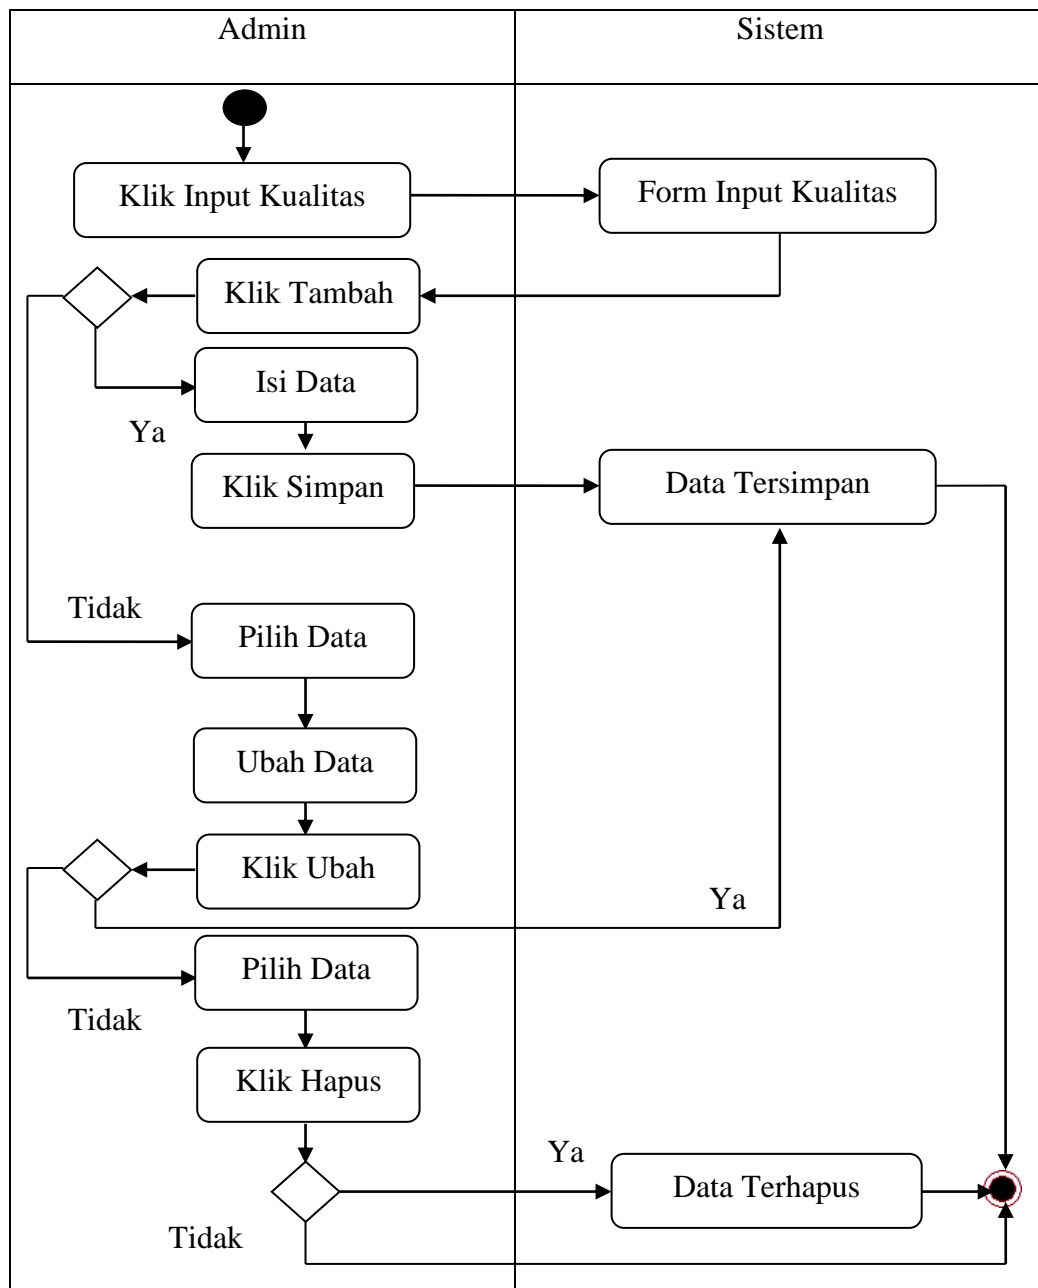 Admin
Sistem
Klik Input Kualitas
Form Input Kualitas
Klik Tambah
Isi Data
Ya
Klik Simpan
Data Tersimpan
Tidak
Pilih Data
Ubah Data
Klik Ubah
Ya
Pilih Data
Tidak
Klik Hapus
Ya
Data Terhapus
Tidak